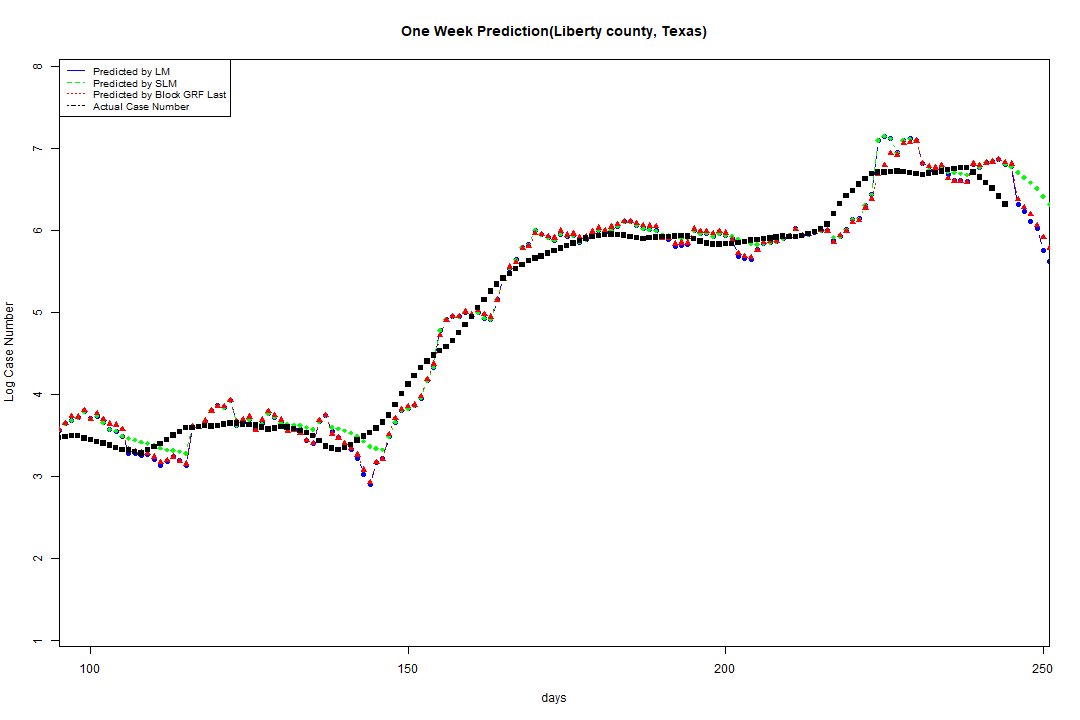 One Week Prediction(Liberty county, Texas)
Predicted by LM
Predicted by SLM
Predicted by Block GRF Last
Actual Case Number
8
7
6
5
4
3
2
1
Log Case Number
100 150 200 250
days